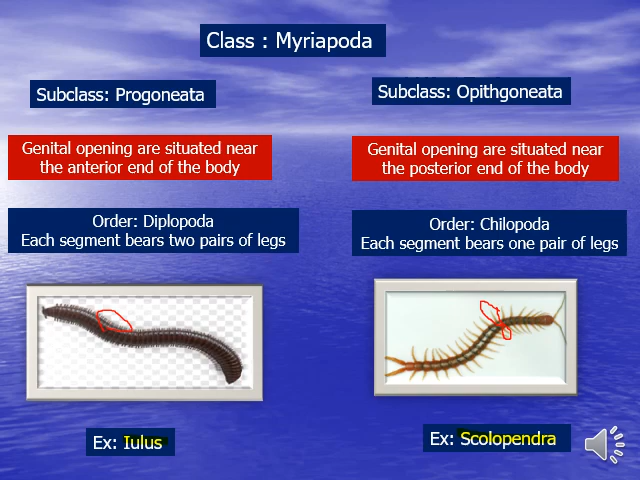 Class : Myriapoda
Subclass: Progoneata
Genital opening are situated near
the anterior end of the body
Order: Diplopoda
Each segment bears two pairs of legs
Ex: Iulus
Subclass: Opithgoneata
Genital opening are situated near
the posterior end of the body
Order: Chilopoda
Each segment bears one pair of legs
Ex: Scolopendra